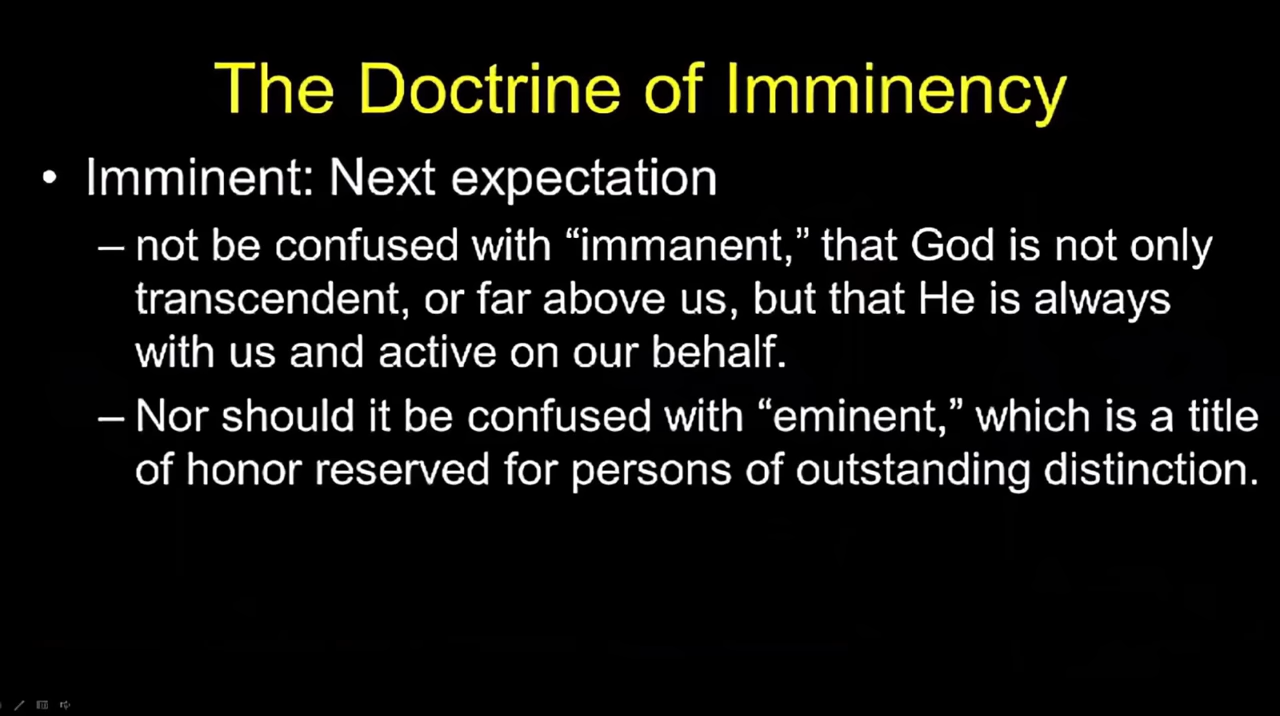 The Doctrine of Imminency
• Imminent: Next expectation
– not be confused with “immanent,” that God is not only
transcendent, or far above us, but that He is always
with us and active on our behalf.
– Nor should it be confused with “eminent,” which is a title
of honor reserved for persons of outstanding distinction.